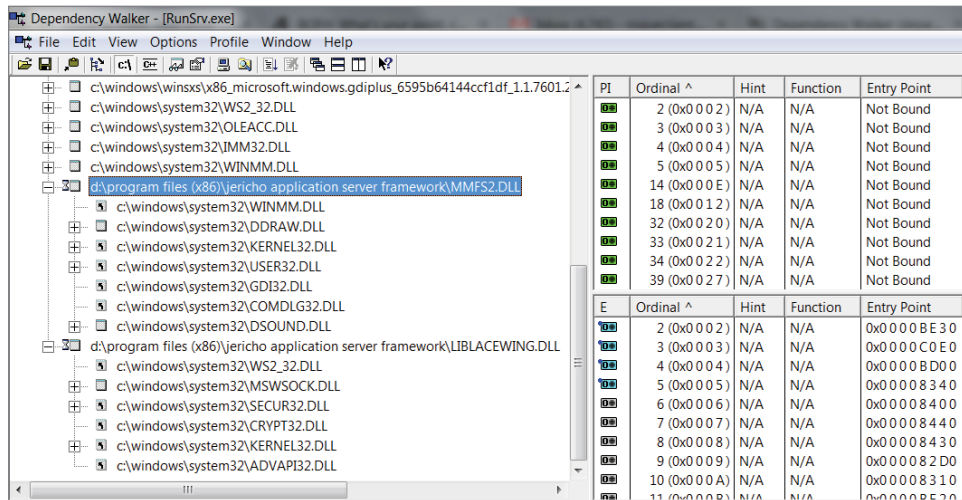 Dependency Walker - [RunSrv.exe]
File Edit View Options Profile Window Help
c:\ C++
c:\windows\winsxs\x86_microsoft.windows.gdiplus_6595b64144ccf1df_1.1.7601.2
c:\windows\system32\WS2_32.DLL
c:\windows\system32\OLEACC.DLL
c:\windows\system32\IMM32.DLL
c:\windows\system32\WINMM.DLL
d:\program files (x86)\jericho application server framework\MMFS2.DLL
c:\windows\system32\WINMM.DLL
c:\windows\system32\DDRAW.DLL
c:\windows\system32\KERNEL32.DLL
c:\windows\system32\USER32.DLL
c:\windows\system32\GDI32.DLL
c:\windows\system32\COMDLG32.DLL
c:\windows\system32\DSOUND.DLL
d:\program files (x86)\jericho application server framework\LIBLACEWING.DLL
c:\windows\system32\WS2_32.DLL
c:\windows\system32\MSWSOCK.DLL
c:\windows\system32\SECUR32.DLL
c:\windows\system32\CRYPT32.DLL
c:\windows\system32\KERNEL32.DLL
c:\windows\system32\ADVAPI32.DLL
PI Ordinal ^ Hint Function Entry Point
2 (0x0002) N/A N/A Not Bound
3 (0x0003) N/A N/A Not Bound
4 (0x0004) N/A N/A Not Bound
5 (0x0005) N/A N/A Not Bound
14 (0x000E) N/A N/A Not Bound
18 (0x0012) N/A N/A Not Bound
32 (0x0020) N/A N/A Not Bound
33 (0x0021) N/A N/A Not Bound
34 (0x0022) N/A N/A Not Bound
39 (0x0027) N/A N/A Not Bound
E Ordinal ^ Hint Function Entry Point
2 (0x0002) N/A N/A 0x0000BE30
3 (0x0003) N/A N/A 0x0000C0E0
4 (0x0004) N/A N/A 0x0000BD00
5 (0x0005) N/A N/A 0x00008340
6 (0x0006) N/A N/A 0x00008400
7 (0x0007) N/A N/A 0x00008440
8 (0x0008) N/A N/A 0x00008430
9 (0x0009) N/A N/A 0x000082D0
10 (0x000A) N/A N/A 0x00008310
11 (0x000B) N/A N/A